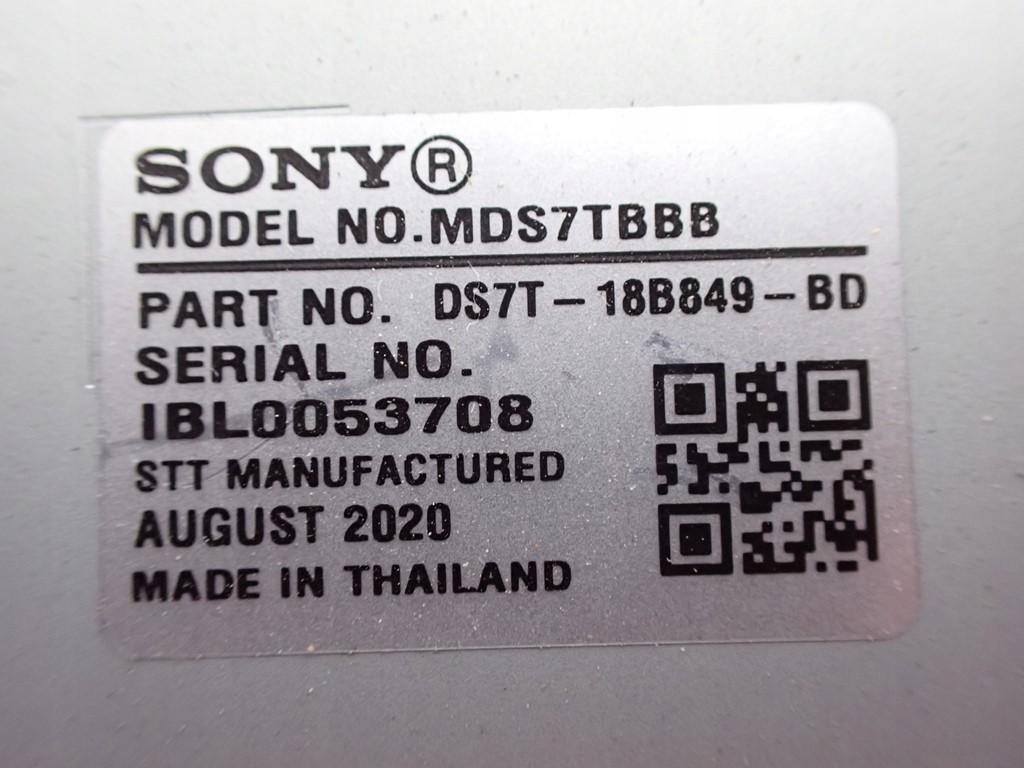 SONY®
MODEL NO.MDS7TBBB
PART NO. DS7T-18B849-BD
SERIAL NO.
IBL0053708
STT MANUFACTURED
AUGUST 2020
MADE IN THAILAND